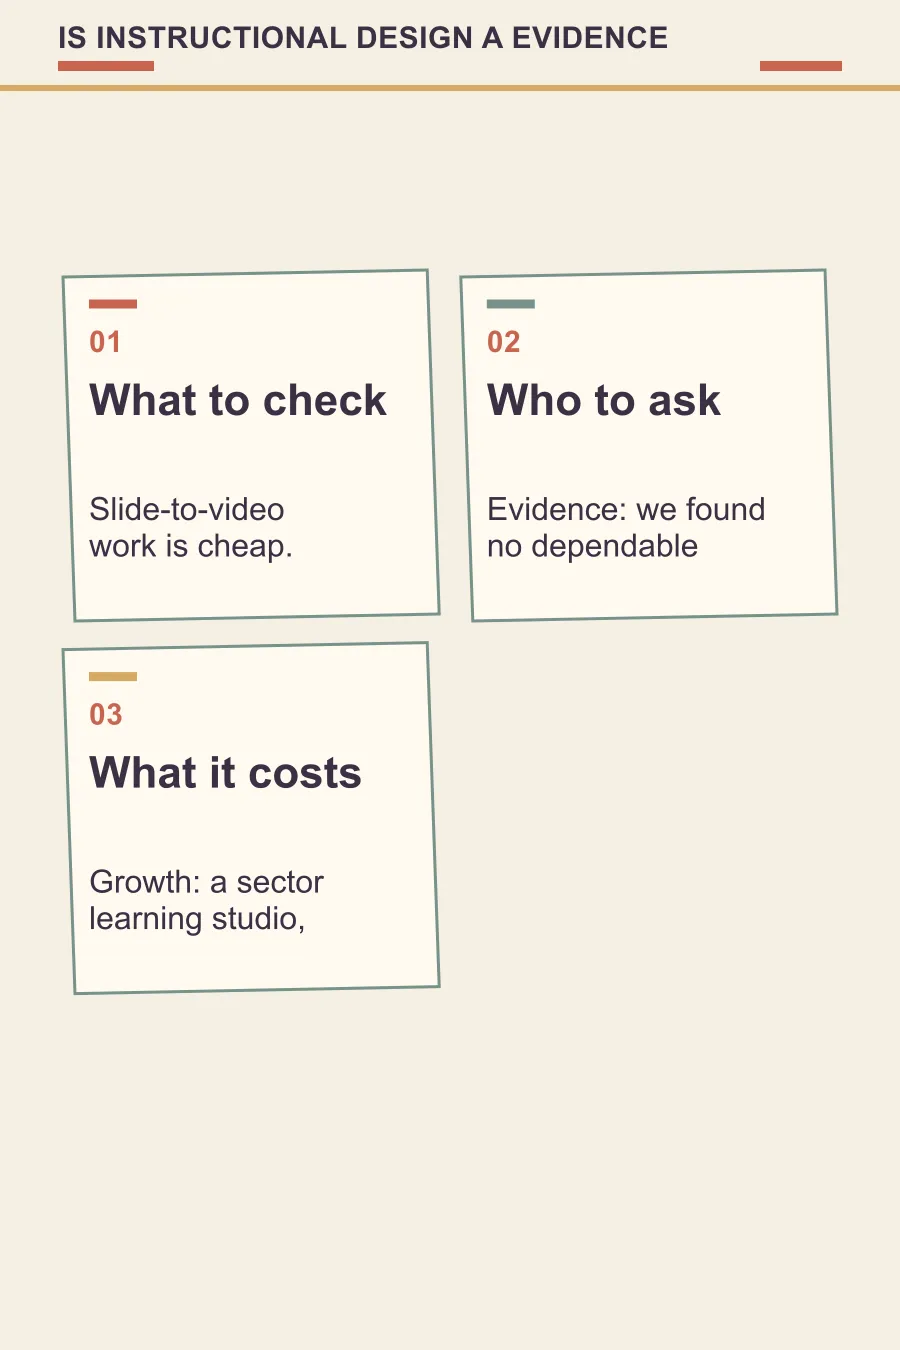 IS INSTRUCTIONAL DESIGN A EVIDENCE
01
What to check
Slide-to-video
work is cheap.
02
Who to ask
Evidence: we found
no dependable
03
What it costs
Growth: a sector
learning studio,